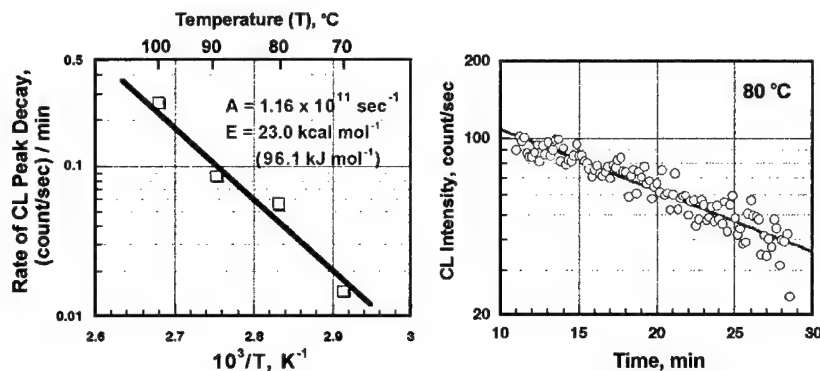 Temperature (T), °C
100 90 80 70
Rate of CL Peak Decay,
(count/sec) / min
0.5
0.1
0.01
A = 1.16 x 10¹¹ sec⁻¹
E = 23.0 kcal mol⁻¹
(96.1 kJ mol⁻¹)
2.6 2.7 2.8 2.9 3
10³/T, K⁻¹
CL Intensity, count/sec
200
100
20
80 °C
10 15 20 25 30
Time, min